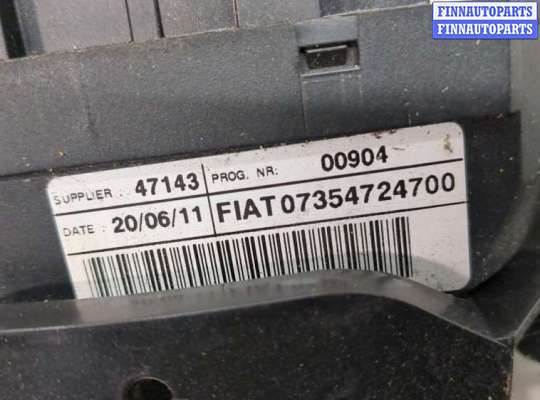 FINNAUTOPARTS
FINNAUTOPARTS
SUPPLIER : 47143 PROG. NR: 00904
DATE : 20/06/11 FIAT 07354724700